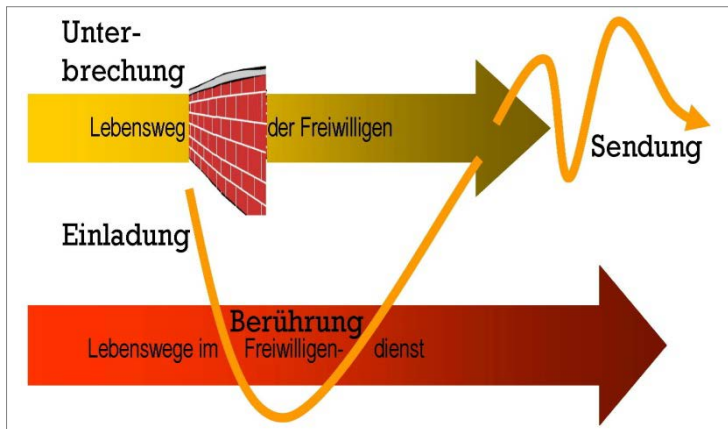 Unter-
brechung
Lebensweg der Freiwilligen
Sendung
Einladung
Berührung
Lebenswege im Freiwilligen- dienst